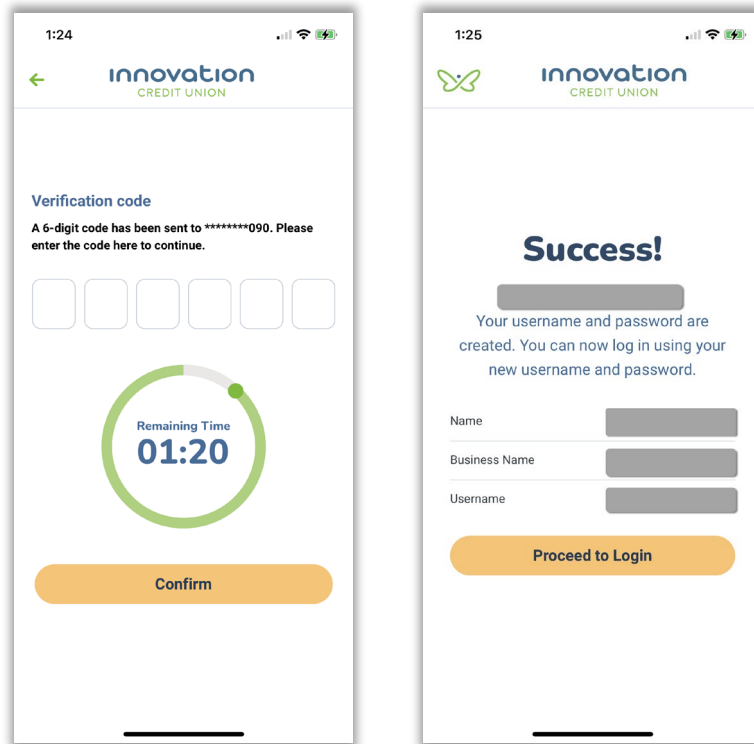 1:24
innovation
CREDIT UNION
Verification code
A 6-digit code has been sent to ********090. Please
enter the code here to continue.
Remaining Time
01:20
Confirm
1:25
innovation
CREDIT UNION
Success!
Your username and password are
created. You can now log in using your
new username and password.
Name
Business Name
Username
Proceed to Login